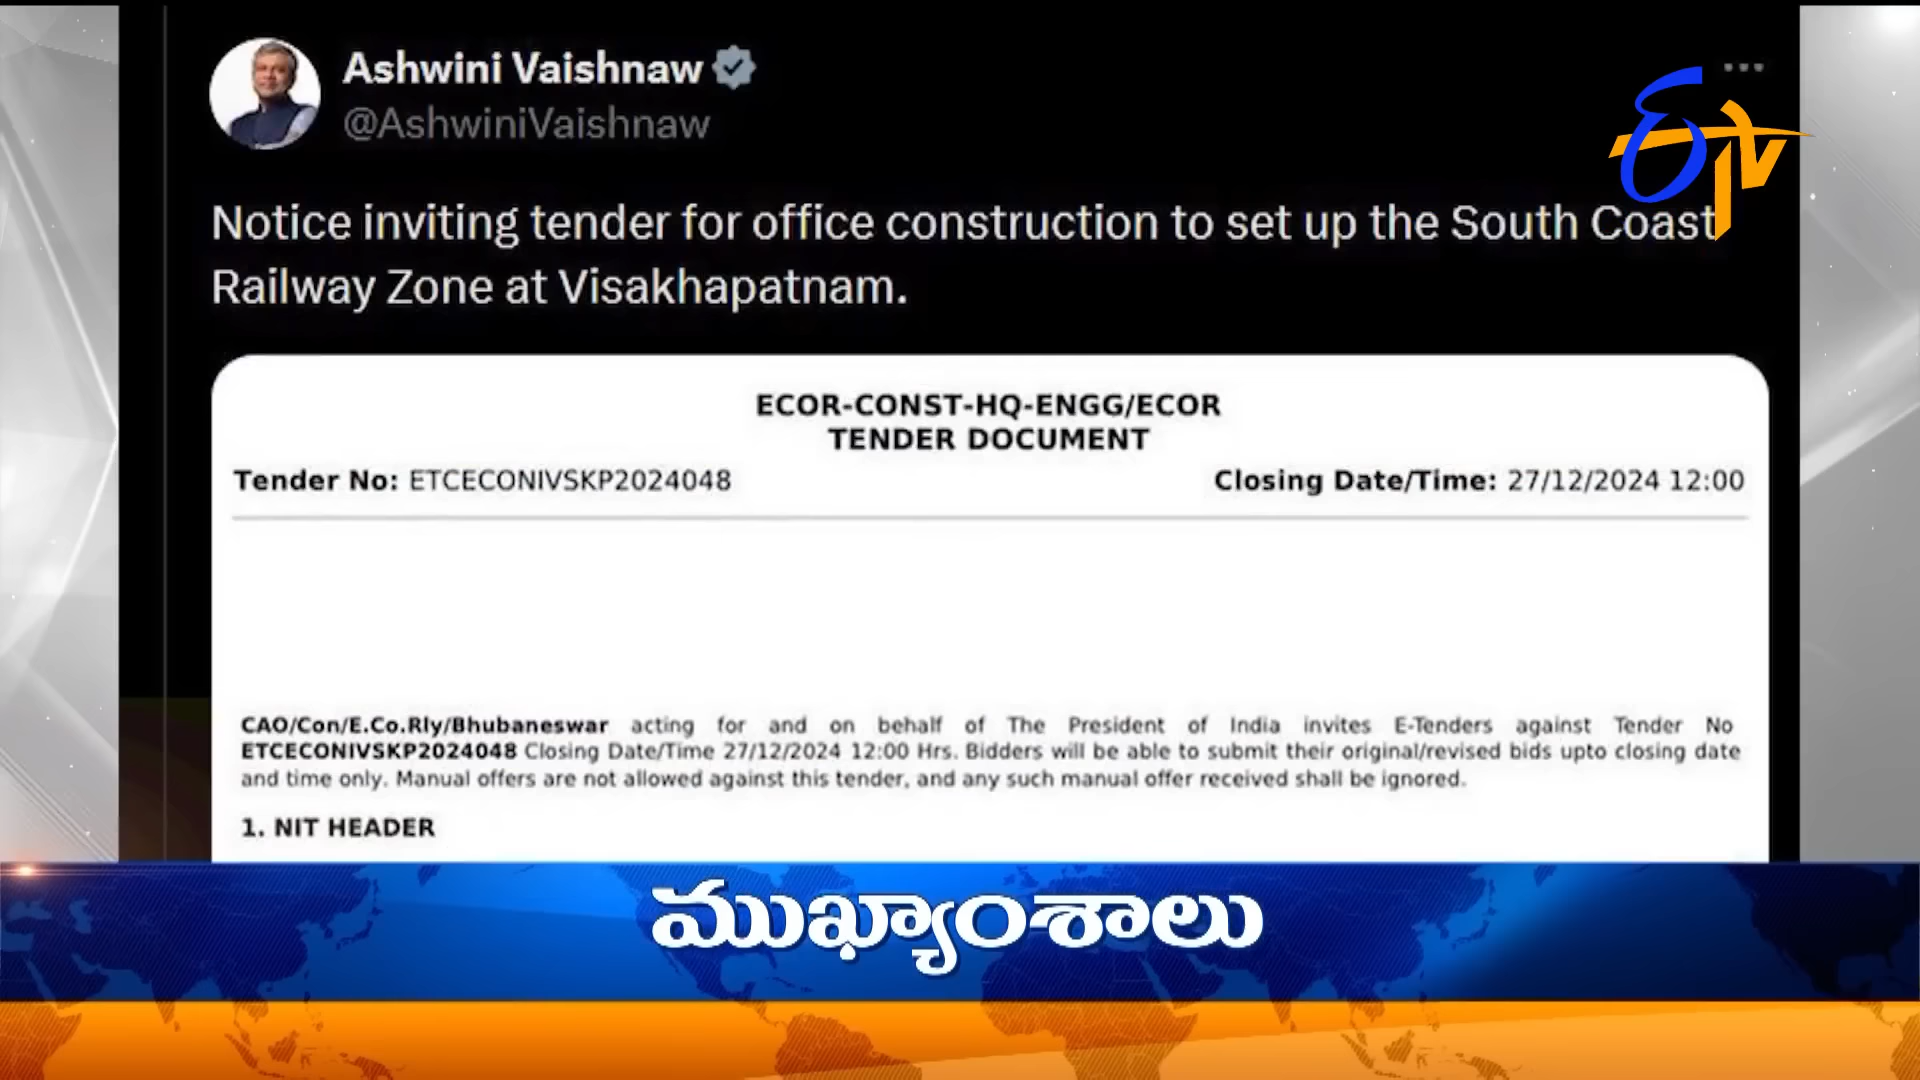 Ashwini Vaishnaw
@AshwiniVaishnaw
ETV
Notice inviting tender for office construction to set up the South Coast
Railway Zone at Visakhapatnam.
ECOR-CONST-HQ-ENGG/ECOR
TENDER DOCUMENT
Tender No: ETCECONIVSKP2024048
Closing Date/Time: 27/12/2024 12:00
CAO/Con/E.Co.Rly/Bhubaneswar acting for and on behalf of The President of India invites E-Tenders against Tender No
ETCECONIVSKP2024048 Closing Date/Time 27/12/2024 12:00 Hrs. Bidders will be able to submit their original/revised bids upto closing date
and time only. Manual offers are not allowed against this tender, and any such manual offer received shall be ignored.
1. NIT HEADER
ముఖ్యాంశాలు